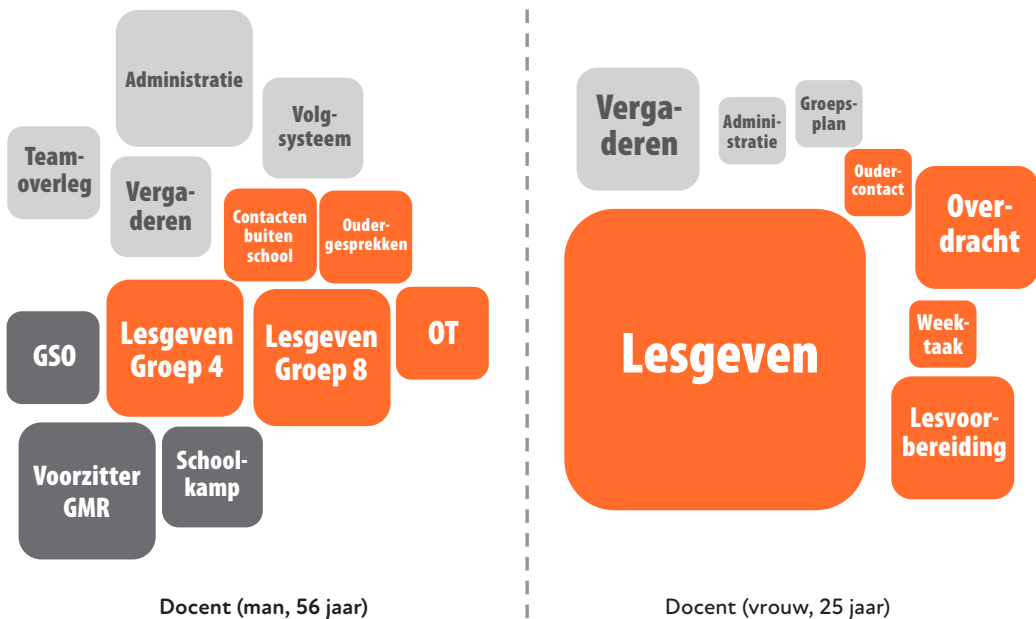 Administratie
Volg-
systeem
Team-
overleg
Verga-
deren
Contacten
buiten
school
Ouder-
gesprekken
GSO
Lesgeven
Groep 4
Lesgeven
Groep 8
OT
Voorzitter
GMR
School-
kamp
Docent (man, 56 jaar)
Verga-
deren
Admini-
stratie
Groeps-
plan
Ouder-
contact
Over-
dracht
Lesgeven
Week-
taak
Lesvoor-
bereiding
Docent (vrouw, 25 jaar)